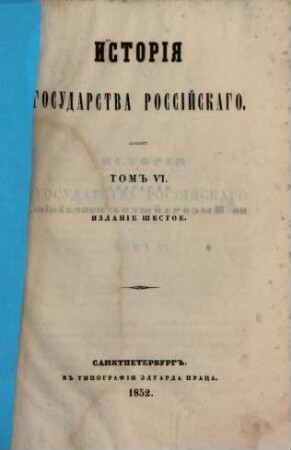 ИСТОРІЯ
ГОСУДАРСТВА РОССІЙСКАГО.
ТОМЪ VI.
ИЗДАНІЕ ШЕСТОЕ.
САНКТПЕТЕРБУРГЪ.
ВЪ ТИПОГРАФІИ ЭДУАРДА ПРАЦА.
1852.